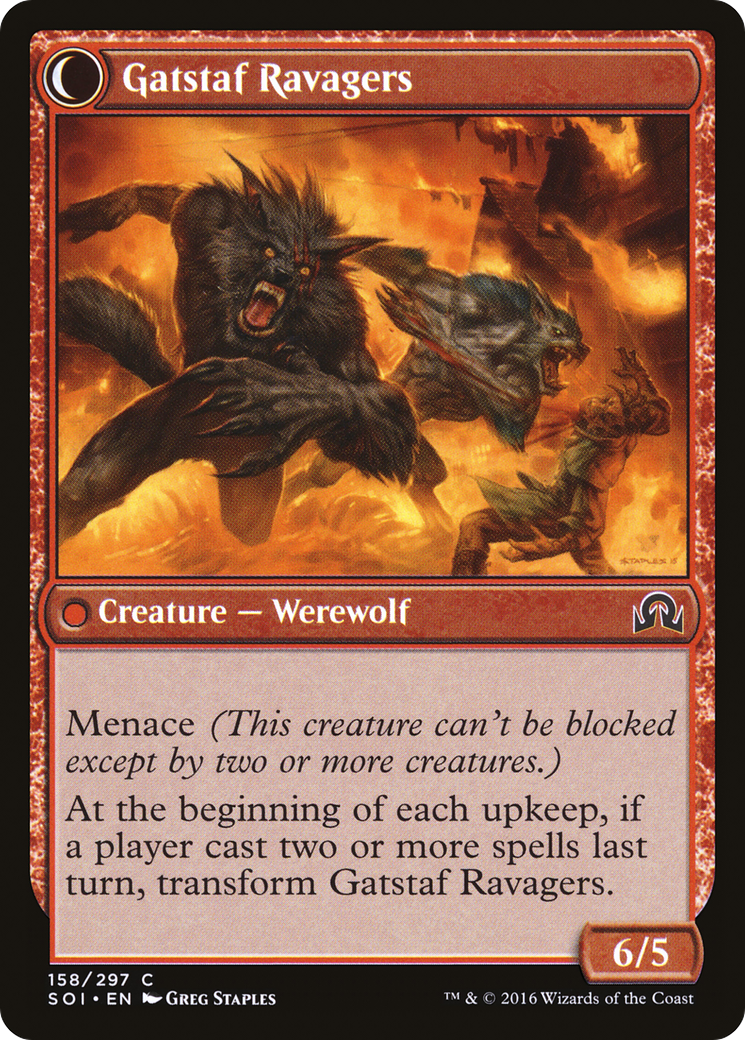 Gatstaf Ravagers
STAPLES 15
Creature — Werewolf
Menace (This creature can't be blocked
except by two or more creatures.)
At the beginning of each upkeep, if
a player cast two or more spells last
turn, transform Gatstaf Ravagers.
6/5
158/297 C
SOI • EN Greg Staples
™ & © 2016 Wizards of the Coast